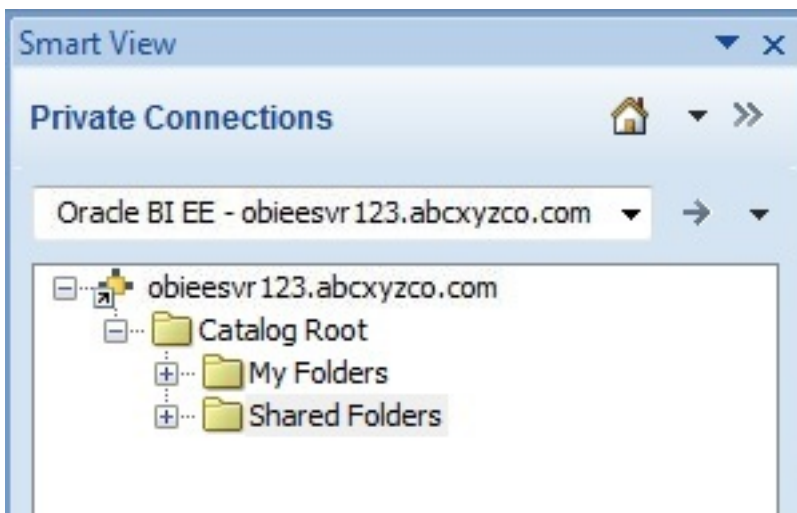 Smart View
Private Connections
Oracle BI EE - obieesvr123.abcxyzco.com
obieesvr123.abcxyzco.com
Catalog Root
My Folders
Shared Folders